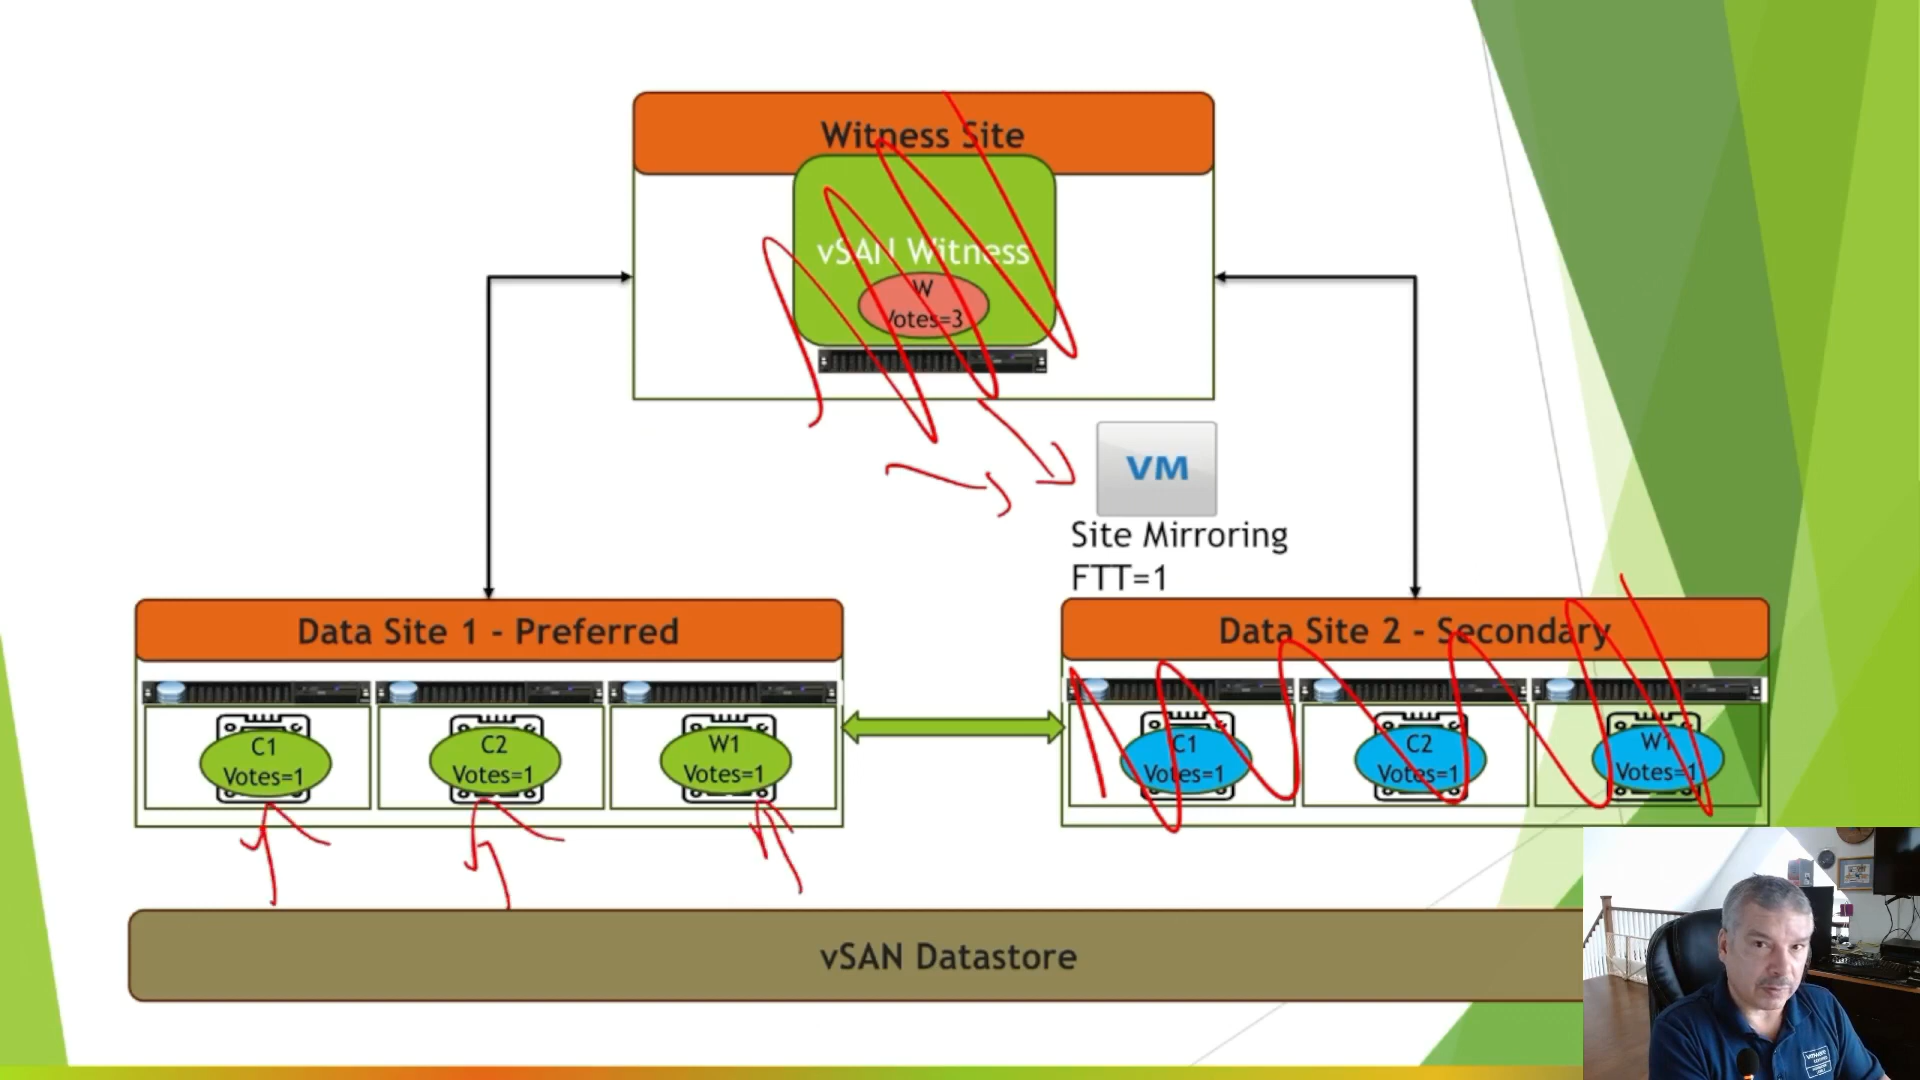 Witness Site
vSAN Witness
W
Votes=3
VM
Site Mirroring
FTT=1
Data Site 1 - Preferred
Data Site 2 - Secondary
C1
Votes=1
C2
Votes=1
W1
Votes=1
C1
Votes=1
C2
Votes=1
W1
Votes=1
vSAN Datastore
vmware